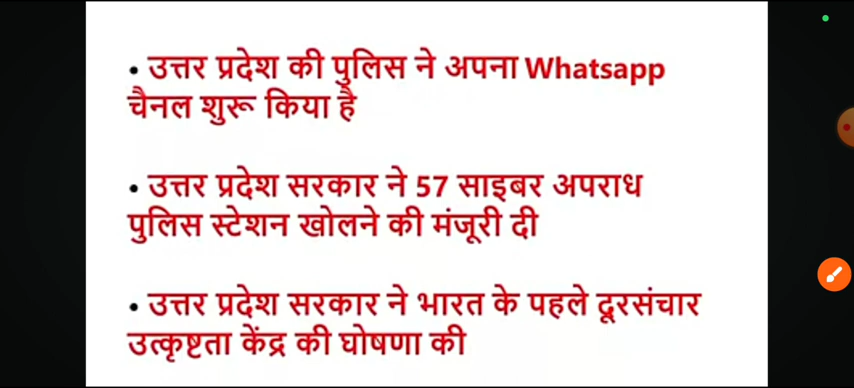 • उत्तर प्रदेश की पुलिस ने अपना Whatsapp
चैनल शुरू किया है
• उत्तर प्रदेश सरकार ने 57 साइबर अपराध
पुलिस स्टेशन खोलने की मंजूरी दी
• उत्तर प्रदेश सरकार ने भारत के पहले दूरसंचार
उत्कृष्टता केंद्र की घोषणा की